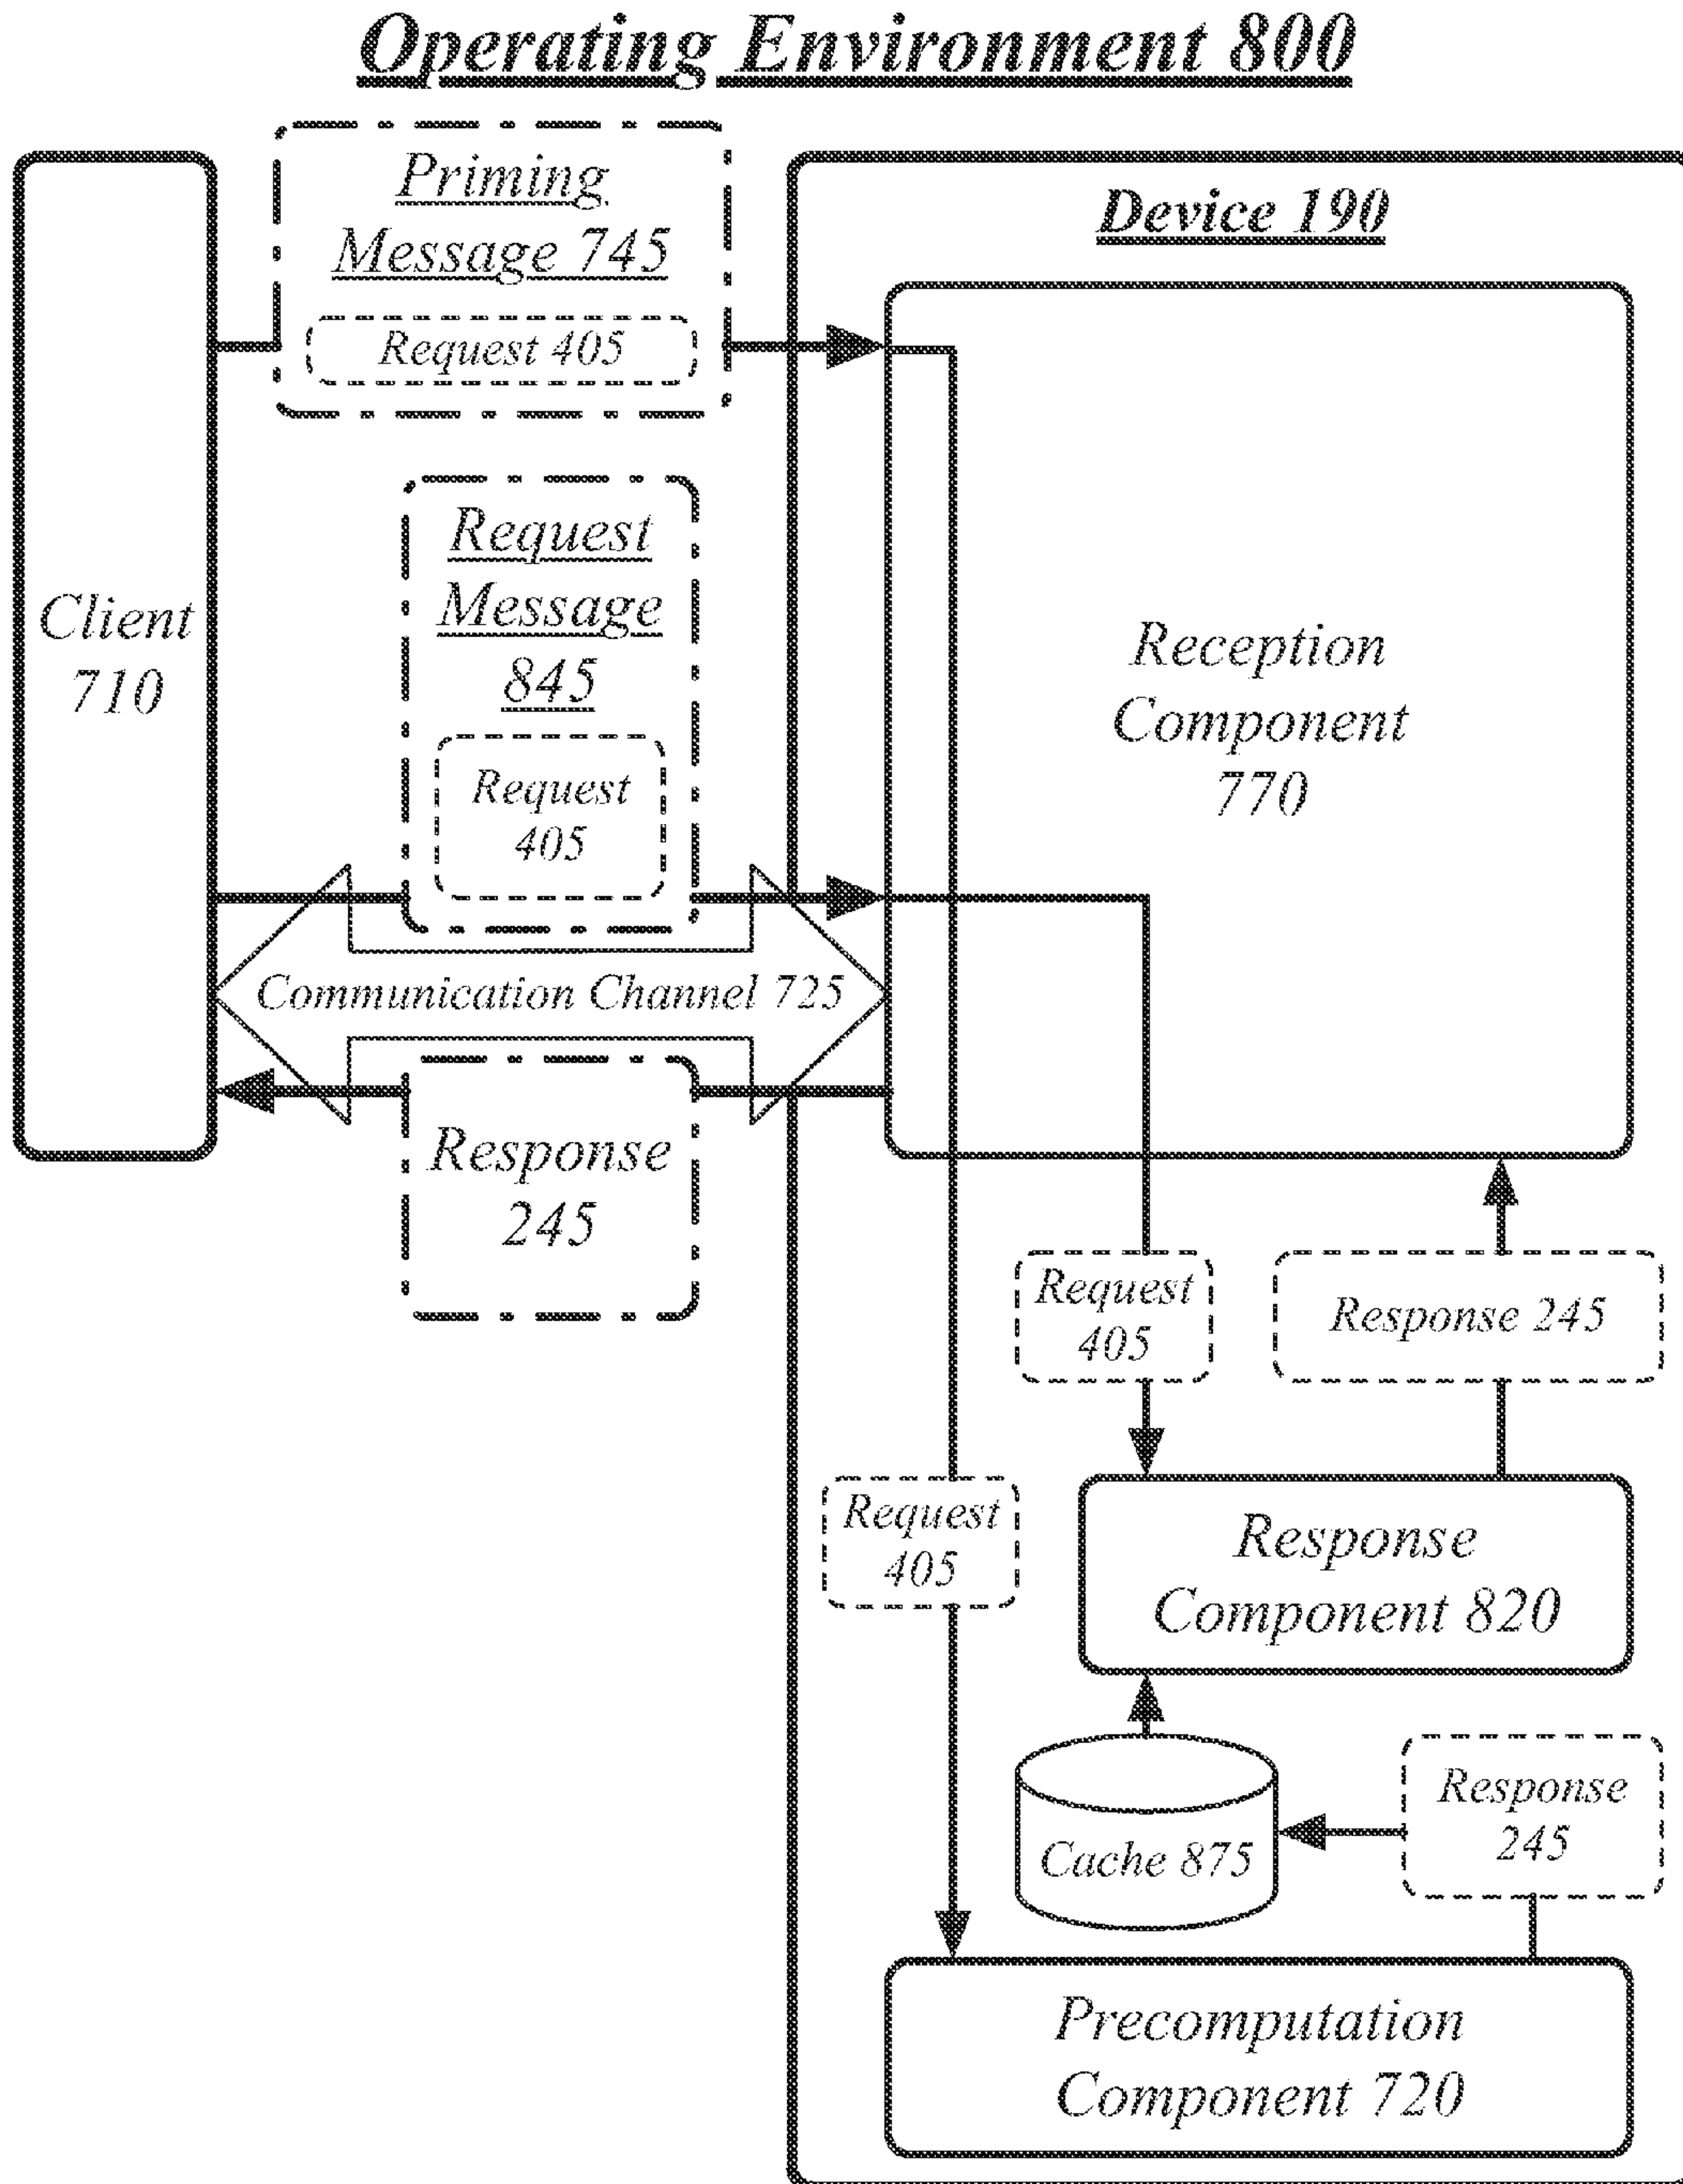 Operating Environment 800
Priming
Message 745
Request 405
Device 190
Client
710
Request
Message
845
Request
405
Reception
Component
770
Communication Channel 725
Response
245
Request
405
Response 245
Request
405
Response
Component 820
Cache 875
Response
245
Precomputation
Component 720